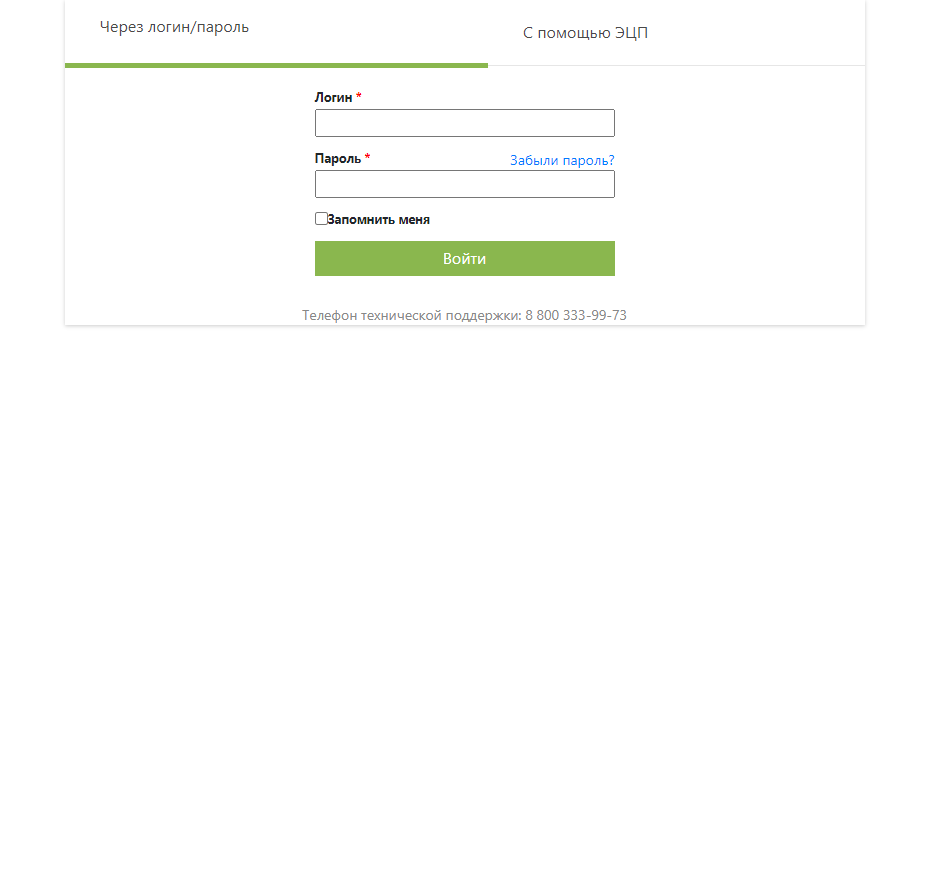 Через логин/пароль
С помощью ЭЦП
Логин *
Пароль *
Забыли пароль?
Запомнить меня
Войти
Телефон технической поддержки: 8 800 333-99-73